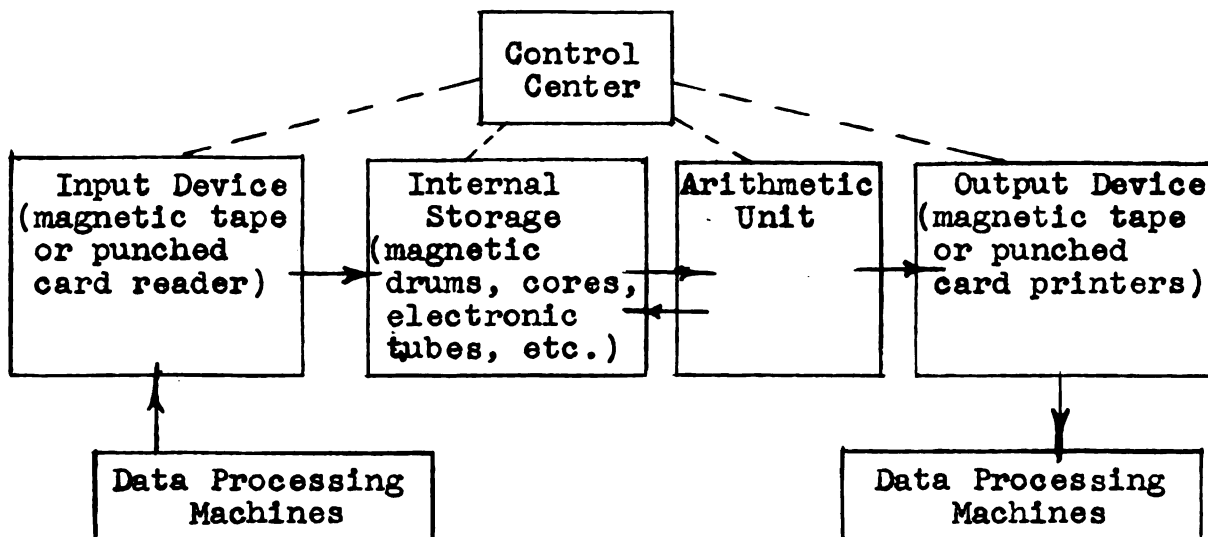 Control
Center
Input Device
(magnetic tape
or punched
card reader)
Internal
Storage
(magnetic
drums, cores,
electronic
tubes, etc.)
Arithmetic
Unit
Output Device
(magnetic tape
or punched
card printers)
Data Processing
Machines
Data Processing
Machines